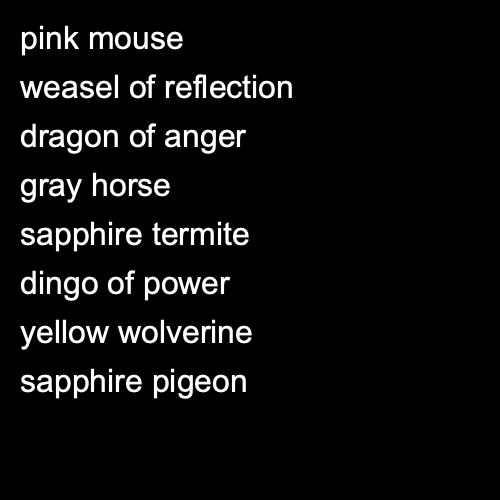 pink mouse
weasel of reflection
dragon of anger
gray horse
sapphire termite
dingo of power
yellow wolverine
sapphire pigeon